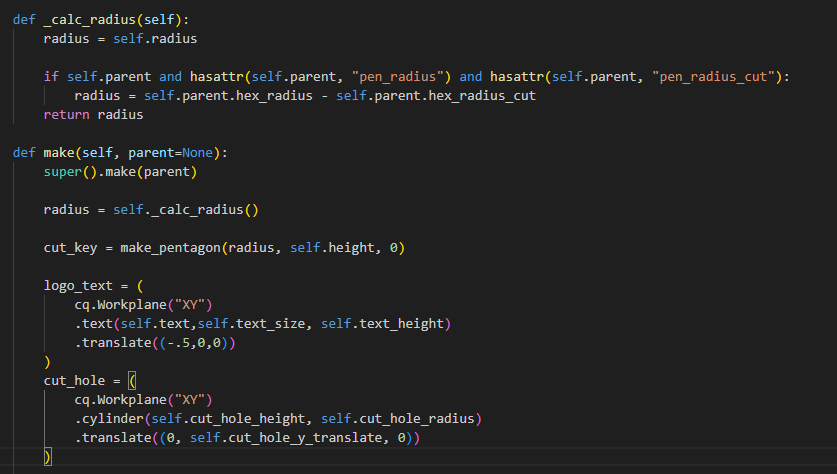 def _calc_radius(self):
    radius = self.radius

    if self.parent and hasattr(self.parent, "pen_radius") and hasattr(self.parent, "pen_radius_cut"):
        radius = self.parent.hex_radius - self.parent.hex_radius_cut
    return radius

def make(self, parent=None):
    super().make(parent)

    radius = self._calc_radius()

    cut_key = make_pentagon(radius, self.height, 0)

    logo_text = (
        cq.Workplane("XY")
        .text(self.text,self.text_size, self.text_height)
        .translate((-.5,0,0))
    )
    cut_hole = (
        cq.Workplane("XY")
        .cylinder(self.cut_hole_height, self.cut_hole_radius)
        .translate((0, self.cut_hole_y_translate, 0))
    )